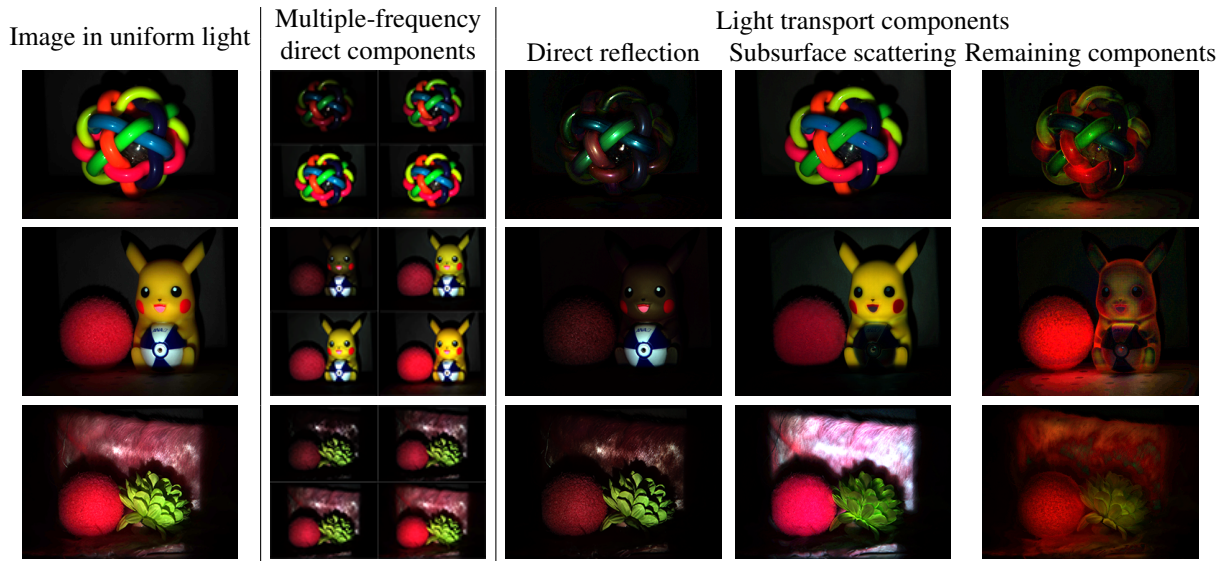 Image in uniform light
Multiple-frequency
direct components
Light transport components
Direct reflection
Subsurface scattering
Remaining components